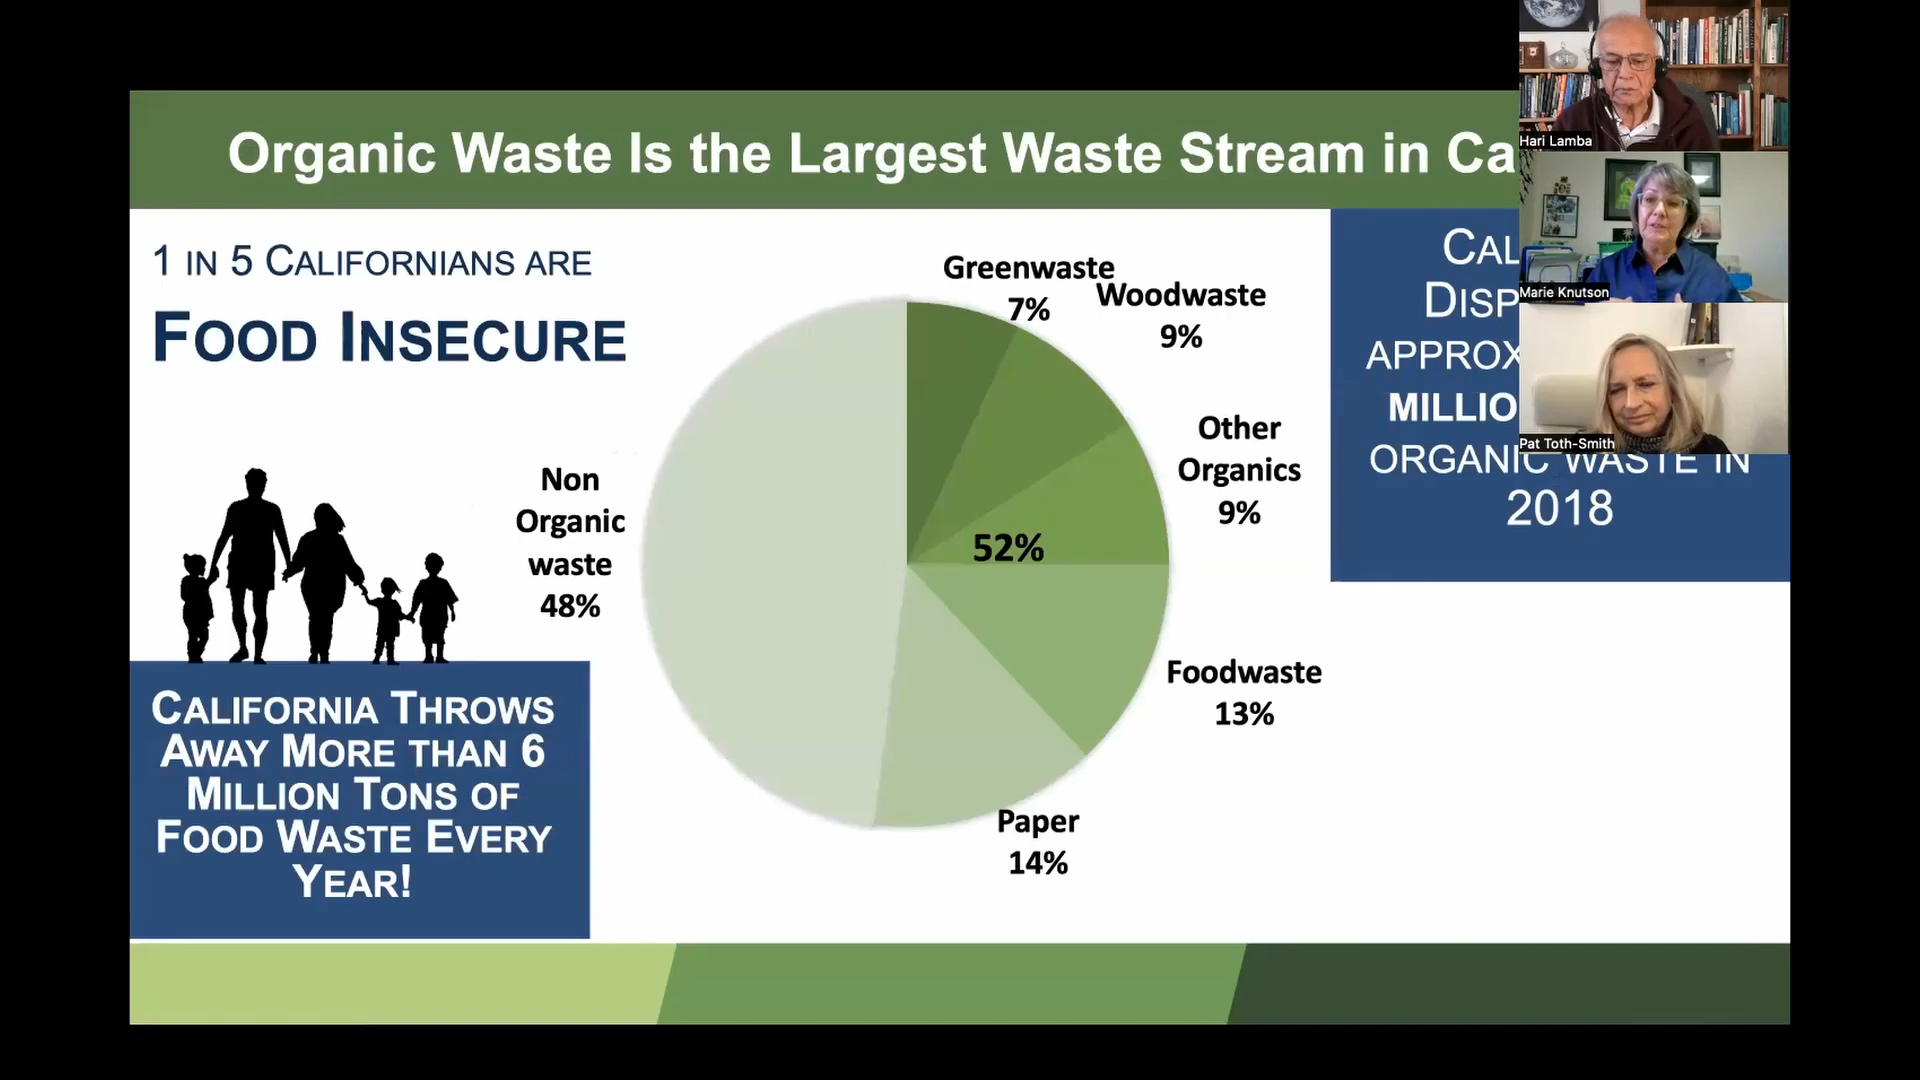 Organic Waste Is the Largest Waste Stream in Ca
1 IN 5 CALIFORNIANS ARE
FOOD INSECURE
Greenwaste
7%
Woodwaste
9%
Other
Organics
9%
52%
Non
Organic
waste
48%
Foodwaste
13%
Paper
14%
CALIFORNIA THROWS
AWAY MORE THAN 6
MILLION TONS OF
FOOD WASTE EVERY
YEAR!
CAL
DISP
APPROX
MILLIO
ORGANIC WASTE IN
2018
Hari Lamba
Marie Knutson
Pat Toth-Smith